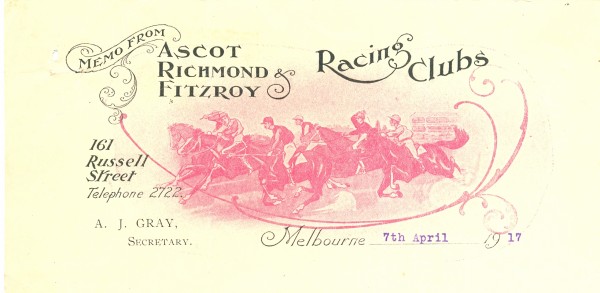 MEMO FROM
ASCOT
RICHMOND &
FITZROY
Racing Clubs
161
Russell
Street
Telephone 2722.
A. J. GRAY,
SECRETARY.
Melbourne 7th April 1917